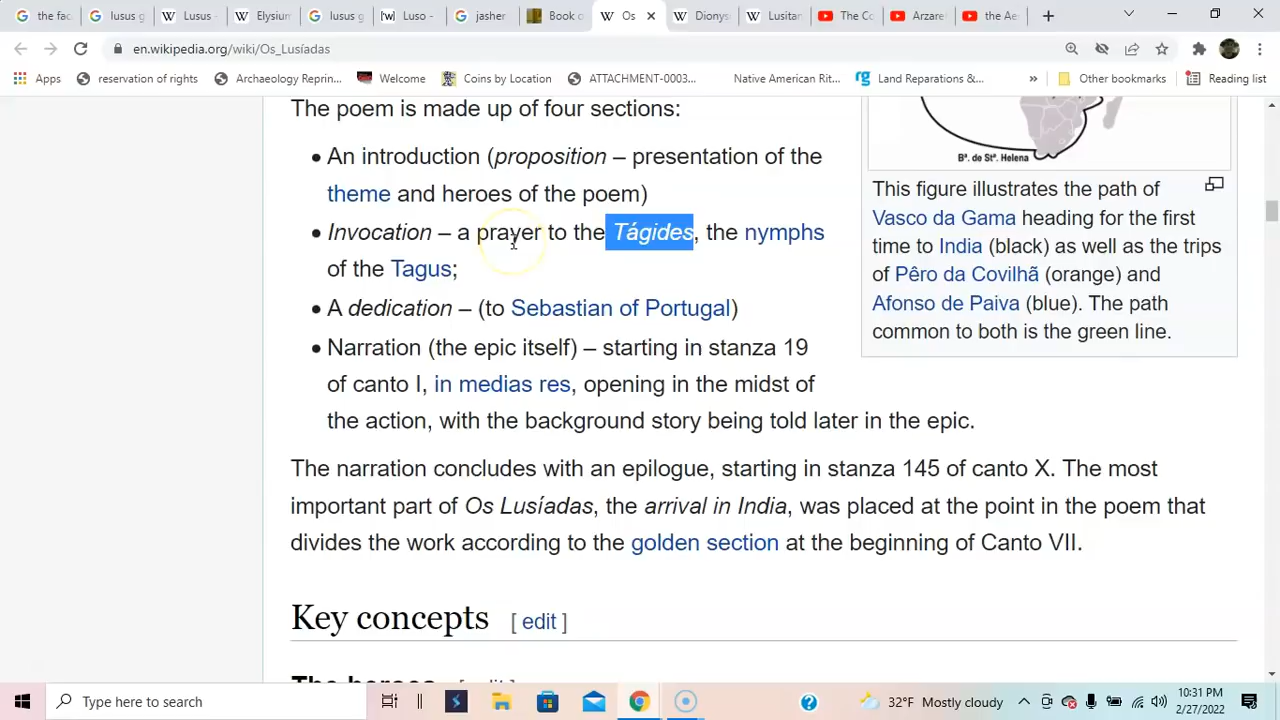 the fac
lusus g
Lusus -
Elysium
lusus g
Luso -
jasher
Book o
Os
Dionys
Lusitan
The Co
Arzare
the Aes
en.wikipedia.org/wiki/Os_Lusíadas
Apps
reservation of rights
Archaeology Reprin...
Welcome
Coins by Location
ATTACHMENT-0003...
Native American Rit...
Land Reparations &...
»
Other bookmarks
Reading list
The poem is made up of four sections:
• An introduction (proposition – presentation of the
theme and heroes of the poem)
• Invocation – a prayer to the Tágides, the nymphs
of the Tagus;
• A dedication – (to Sebastian of Portugal)
• Narration (the epic itself) – starting in stanza 19
of canto I, in medias res, opening in the midst of
the action, with the background story being told later in the epic.
The narration concludes with an epilogue, starting in stanza 145 of canto X. The most
important part of Os Lusíadas, the arrival in India, was placed at the point in the poem that
divides the work according to the golden section at the beginning of Canto VII.
Key concepts [ edit ]
The heroes [ edit ]
Bª. de Stª. Helena
This figure illustrates the path of
Vasco da Gama heading for the first
time to India (black) as well as the trips
of Pêro da Covilhã (orange) and
Afonso de Paiva (blue). The path
common to both is the green line.
Type here to search
32°F Mostly cloudy
10:31 PM
2/27/2022